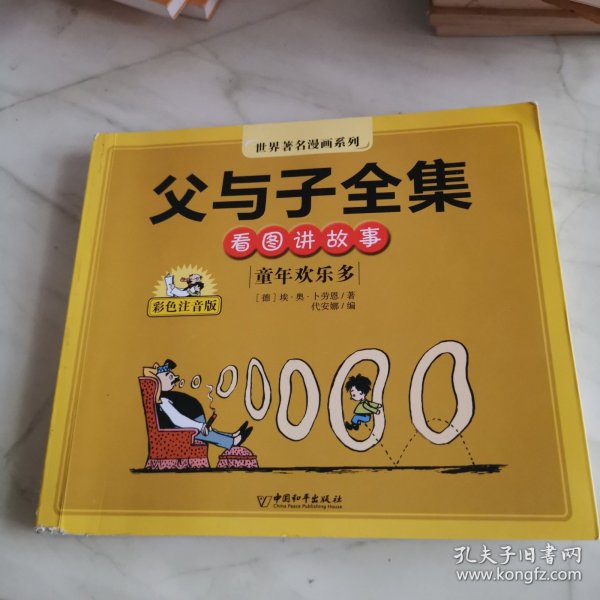 世界著名漫画系列
父与子全集
看图讲故事
童年欢乐多
[德]埃·奥·卜劳恩/著
代安娜/编
彩色注音版
中国和平出版社
China Peace Publishing House
孔夫子旧书网
www.kongfz.com